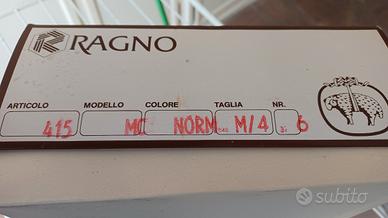 RAGNO
ARTICOLO MODELLO COLORE TAGLIA NR.
415 MC NORM M/4 6
subito